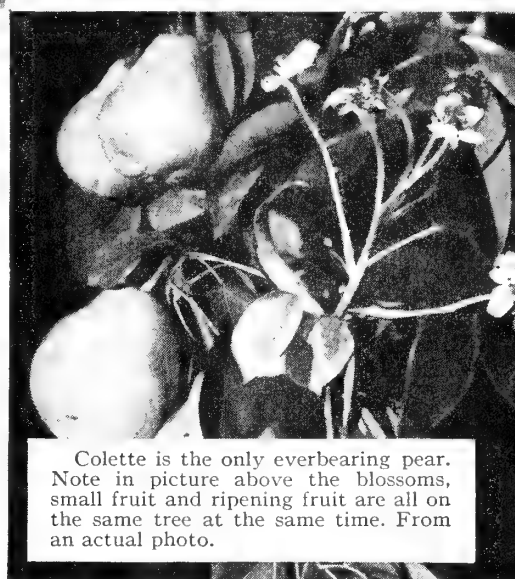 Colette is the only everbearing pear.
Note in picture above the blossoms,
small fruit and ripening fruit are all on
the same tree at the same time. From
an actual photo.